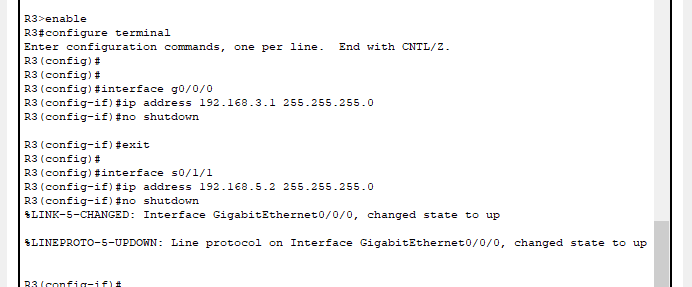 R3>enable
R3#configure terminal
Enter configuration commands, one per line.  End with CNTL/Z.
R3(config)#
R3(config)#
R3(config)#interface g0/0/0
R3(config-if)#ip address 192.168.3.1 255.255.255.0
R3(config-if)#no shutdown
R3(config-if)#exit
R3(config)#
R3(config)#interface s0/1/1
R3(config-if)#ip address 192.168.5.2 255.255.255.0
R3(config-if)#no shutdown
%LINK-5-CHANGED: Interface GigabitEthernet0/0/0, changed state to up
%LINEPROTO-5-UPDOWN: Line protocol on Interface GigabitEthernet0/0/0, changed state to up
R3(config-if)#